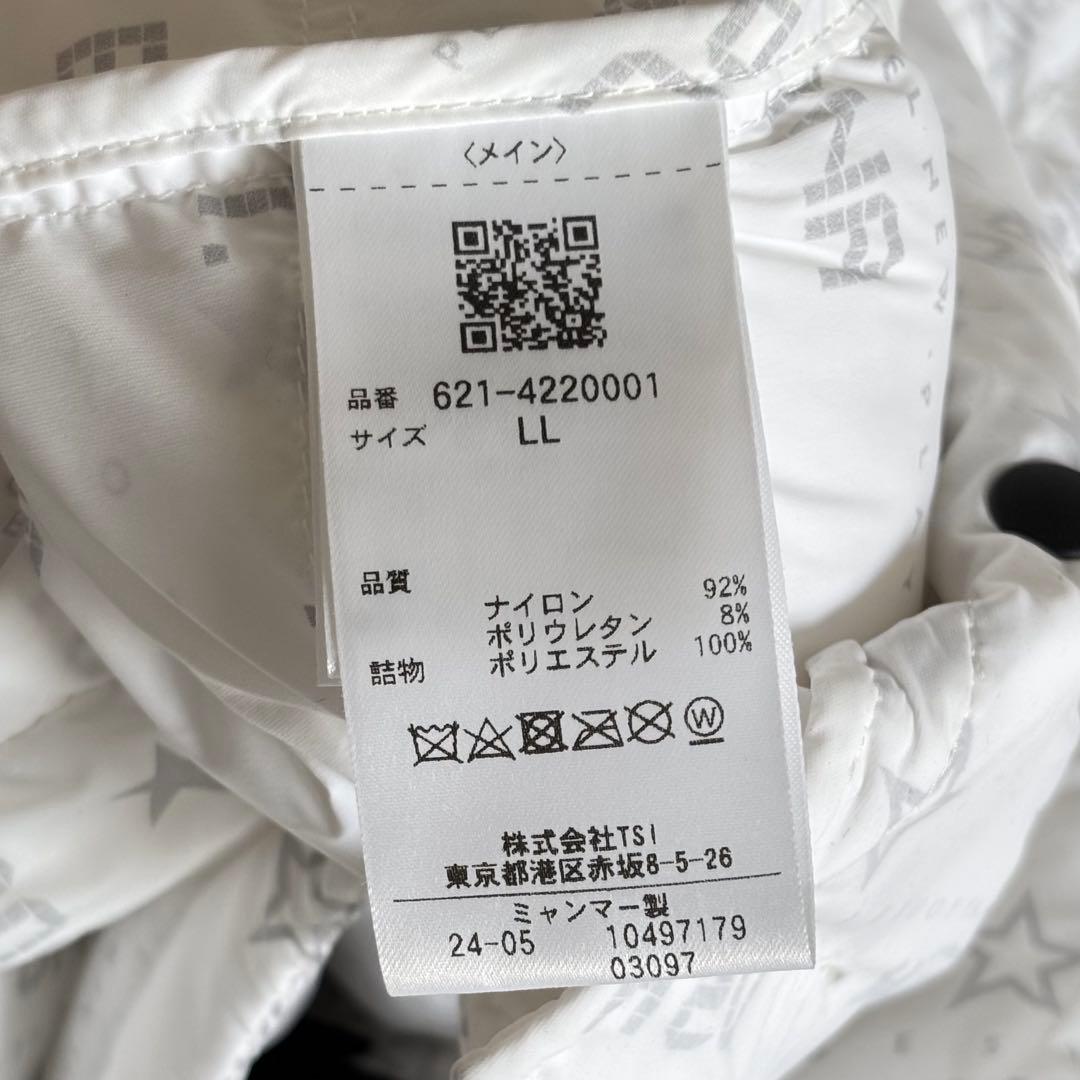 〈メイン〉
品番 621-4220001
サイズ LL
品質 ナイロン 92%
ポリウレタン 8%
詰物 ポリエステル 100%
W
株式会社TSI
東京都港区赤坂8-5-26
ミャンマー製
24-05 10497179
03097